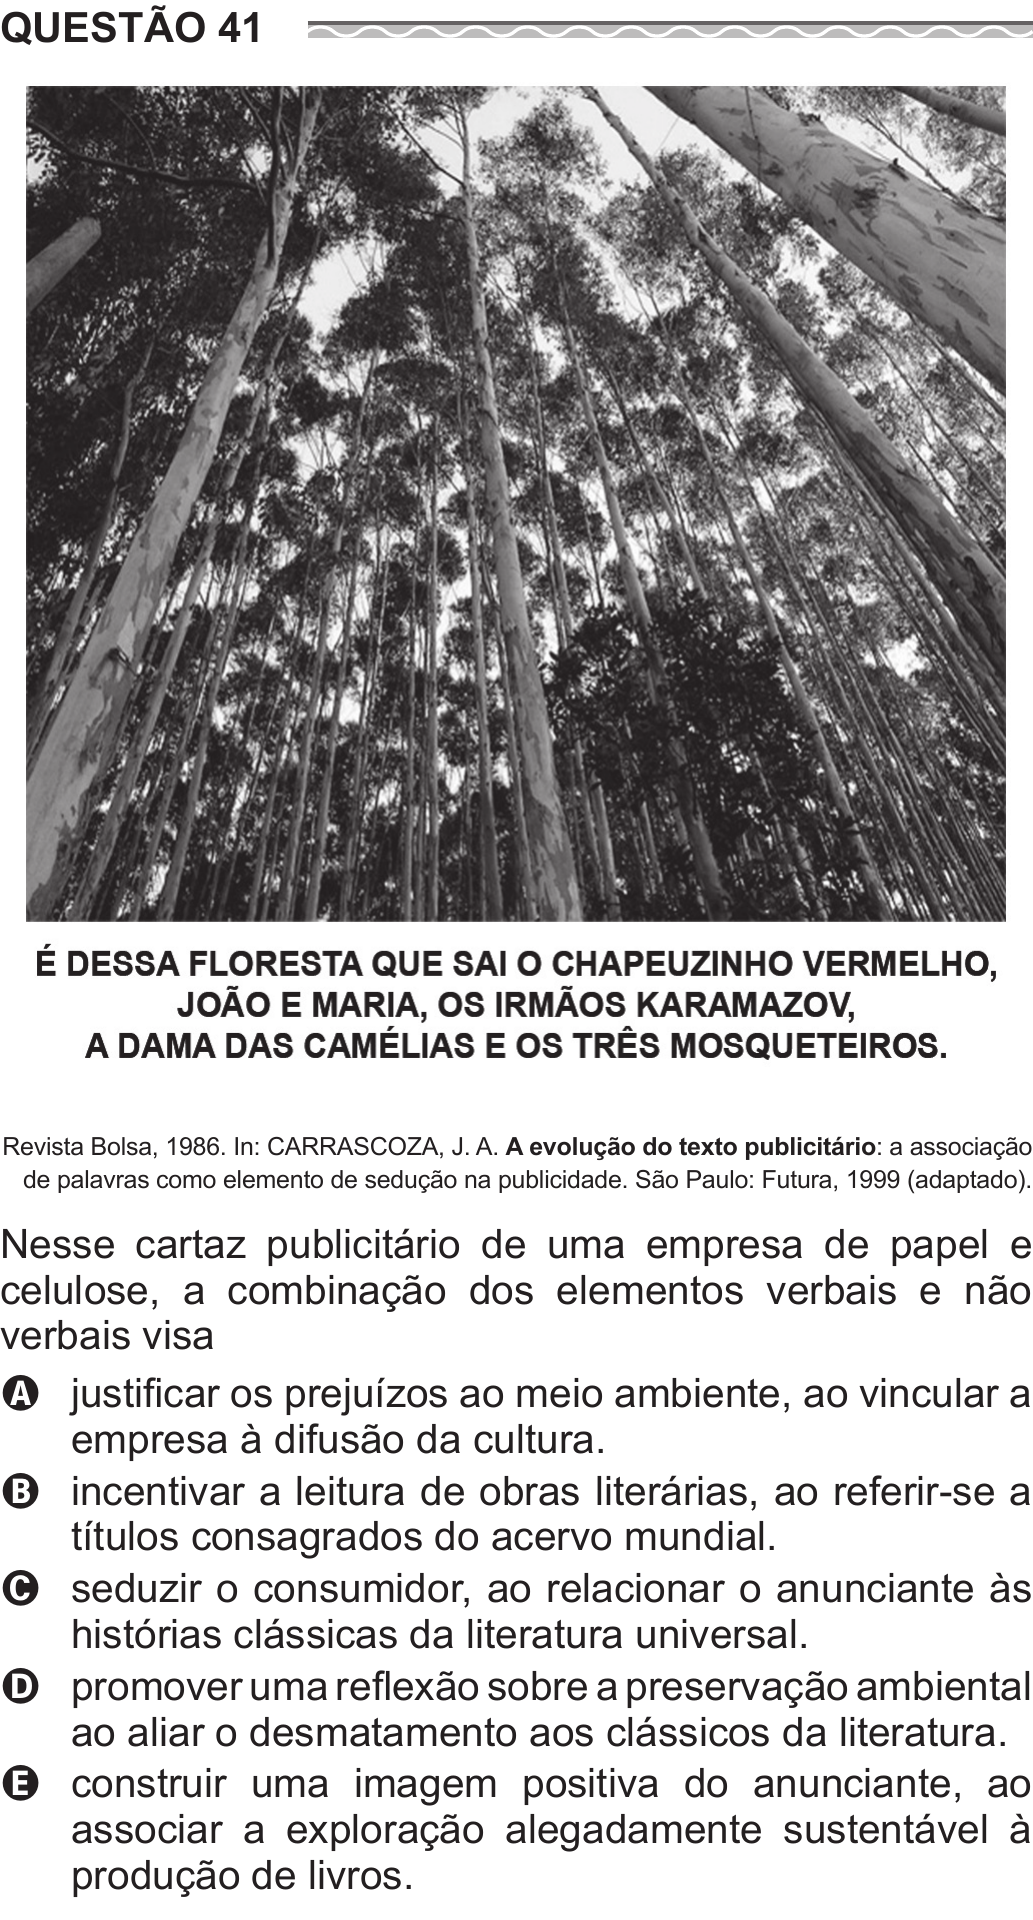 QUESTÃO 41
É DESSA FLORESTA QUE SAI O CHAPEUZINHO VERMELHO,
JOÃO E MARIA, OS IRMÃOS KARAMAZOV,
A DAMA DAS CAMÉLIAS E OS TRÊS MOSQUETEIROS.
Revista Bolsa, 1986. In: CARRASCOZA, J. A. A evolução do texto publicitário: a associação
de palavras como elemento de sedução na publicidade. São Paulo: Futura, 1999 (adaptado).
Nesse cartaz publicitário de uma empresa de papel e
celulose, a combinação dos elementos verbais e não
verbais visa
A justificar os prejuízos ao meio ambiente, ao vincular a
empresa à difusão da cultura.
B incentivar a leitura de obras literárias, ao referir-se a
títulos consagrados do acervo mundial.
C seduzir o consumidor, ao relacionar o anunciante às
histórias clássicas da literatura universal.
D promover uma reflexão sobre a preservação ambiental
ao aliar o desmatamento aos clássicos da literatura.
E construir uma imagem positiva do anunciante, ao
associar a exploração alegadamente sustentável à
produção de livros.